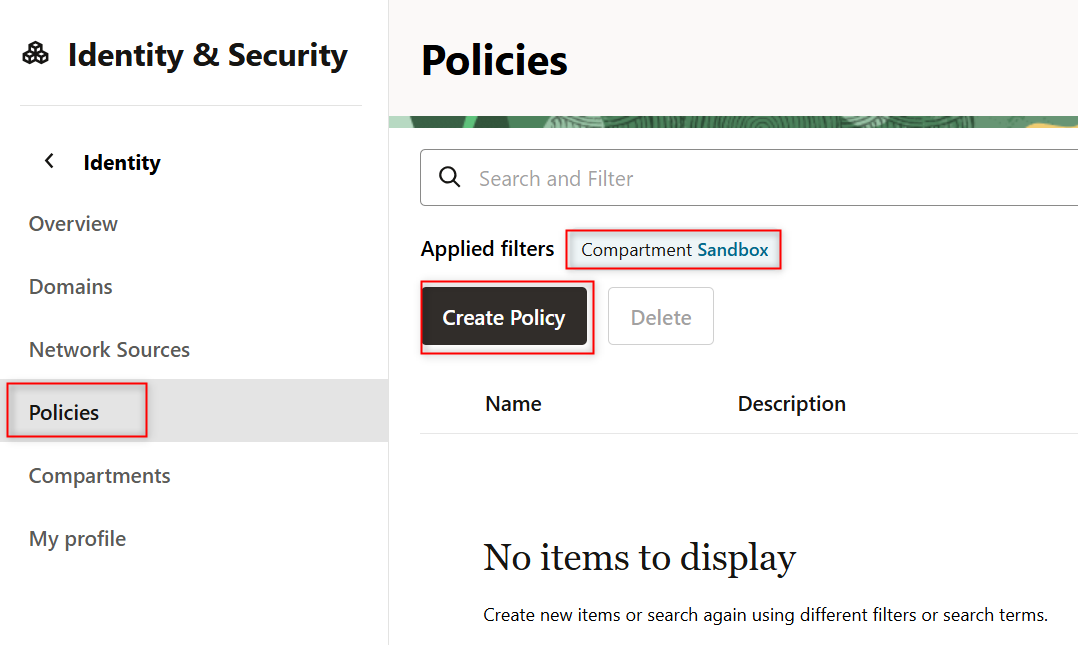 Identity & Security
Identity
Overview
Domains
Network Sources
Policies
Compartments
My profile
Policies
Search and Filter
Applied filters Compartment Sandbox
Create Policy Delete
Name Description
No items to display
Create new items or search again using different filters or search terms.